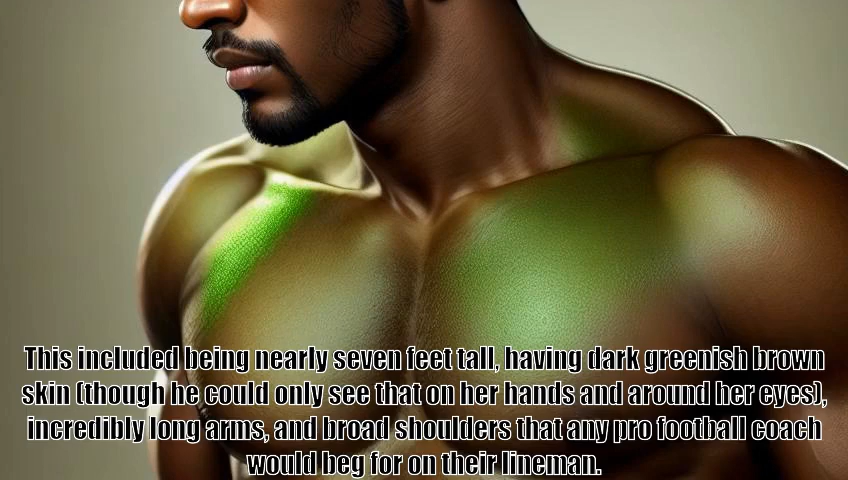 This included being nearly seven feet tall, having dark greenish brown
skin (though he could only see that on her hands and around her eyes),
incredibly long arms, and broad shoulders that any pro football coach
would beg for on their lineman.